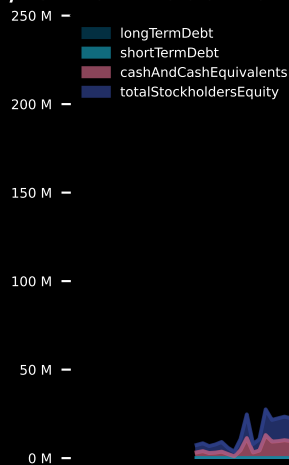 250 M
longTermDebt
shortTermDebt
cashAndCashEquivalents
totalStockholdersEquity
200 M
150 M
100 M
50 M
0 M